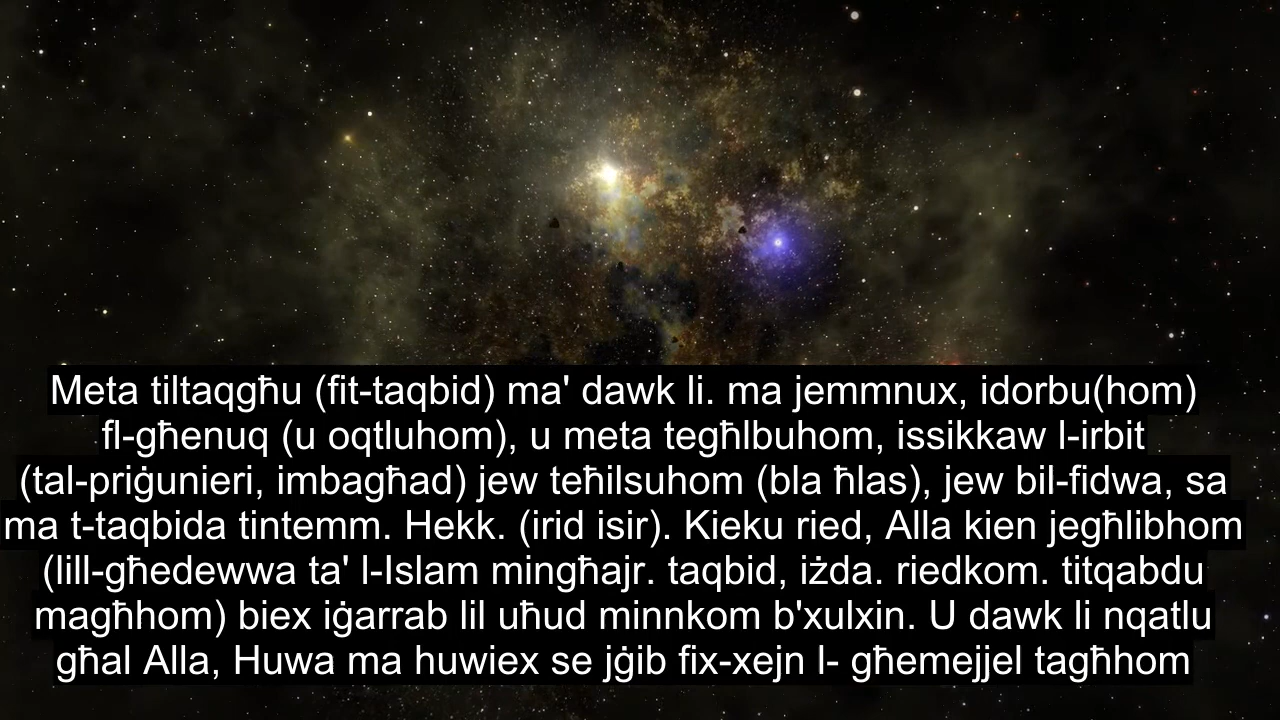 Meta tiltaqgħu (fit-taqbid) ma' dawk li. ma jemmnux, idorbu(hom)
fl-għenuq (u oqtluhom), u meta tegħlbuhom, issikkaw l-irbit
(tal-priġunieri, imbagħad) jew teħilsuhom (bla ħlas), jew bil-fidwa, sa
ma t-taqbida tintemm. Hekk. (irid isir). Kieku ried, Alla kien jegħlibhom
(lill-għedewwa ta' l-Islam mingħajr. taqbid, iżda. riedkom. titqabdu
magħhom) biex iġarrab lil uħud minnkom b'xulxin. U dawk li nqatlu
għal Alla, Huwa ma huwiex se jġib fix-xejn l- għemejjel tagħhom